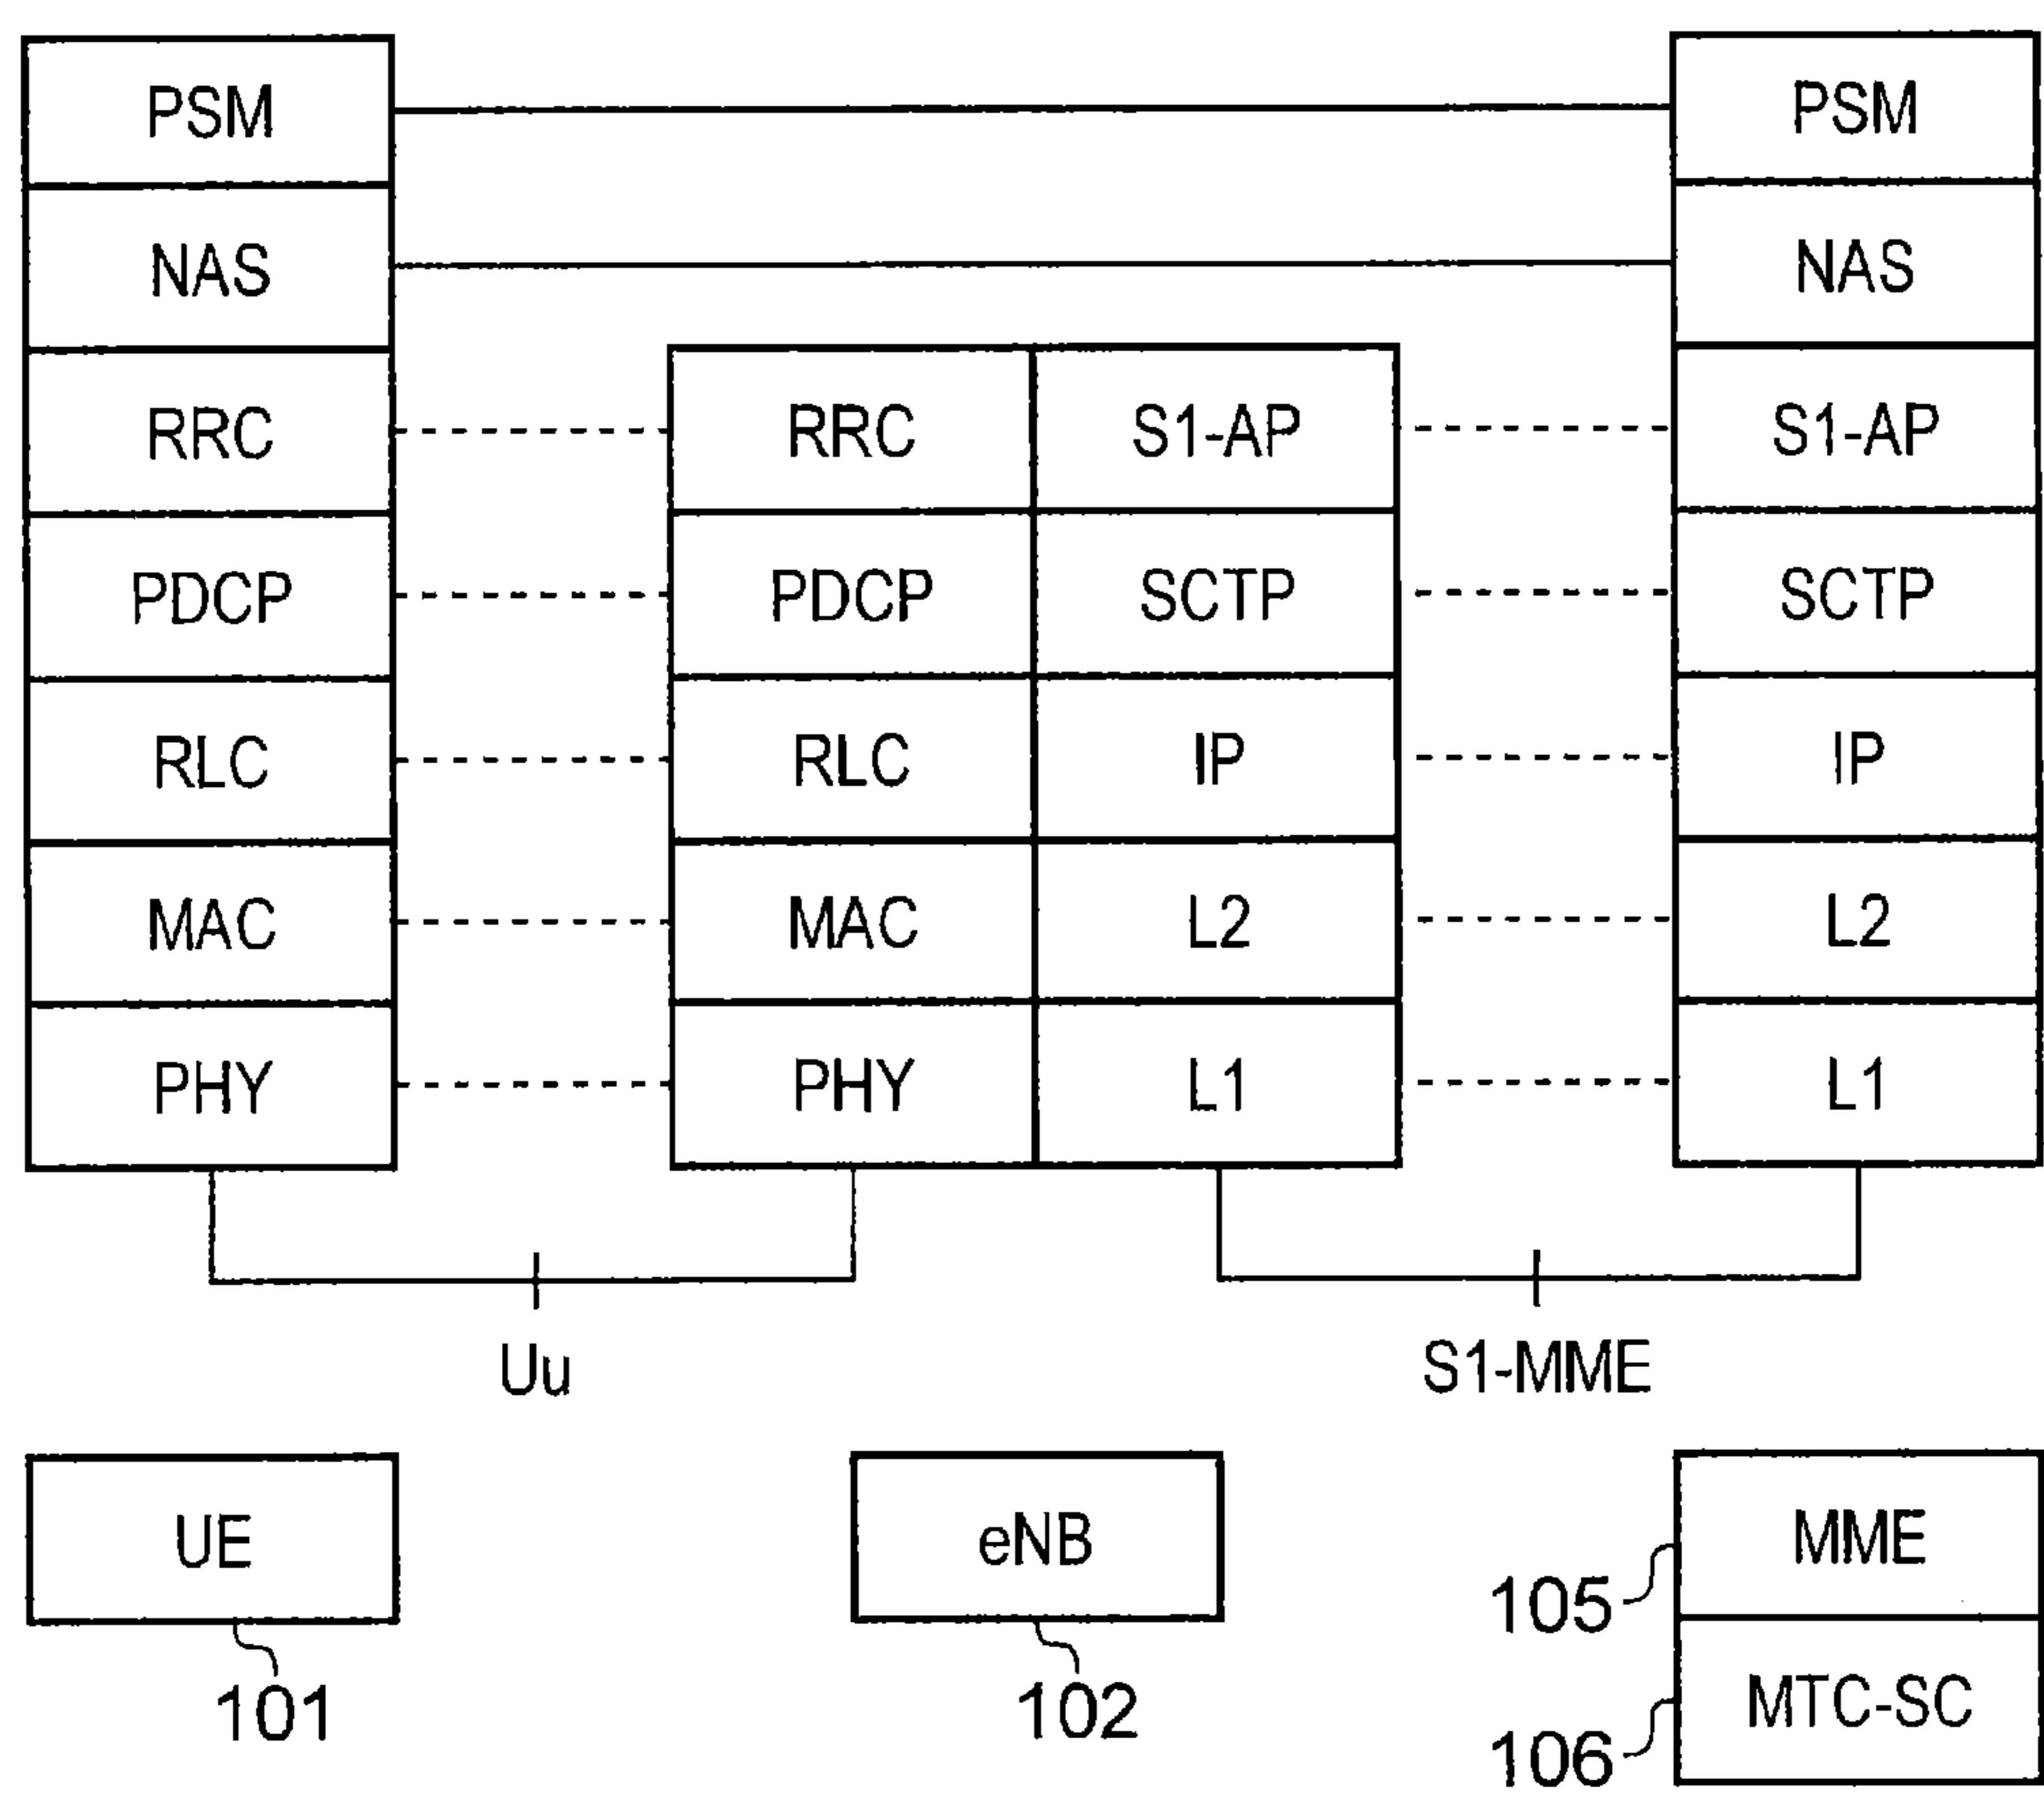 PSM PSM
NAS NAS
RRC RRC S1-AP S1-AP
PDCP PDCP SCTP SCTP
RLC RLC IP IP
MAC MAC L2 L2
PHY PHY L1 L1
Uu S1-MME
UE eNB MME
105
101 102 MTC-SC
106